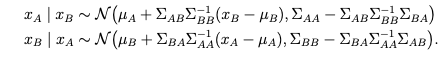 x_A | x_B ∼ 𝒩(μ_A + Σ_{AB}Σ_{BB}^{−1}(x_B − μ_B), Σ_{AA} − Σ_{AB}Σ_{BB}^{−1}Σ_{BA})
x_B | x_A ∼ 𝒩(μ_B + Σ_{BA}Σ_{AA}^{−1}(x_A − μ_A), Σ_{BB} − Σ_{BA}Σ_{AA}^{−1}Σ_{AB}).